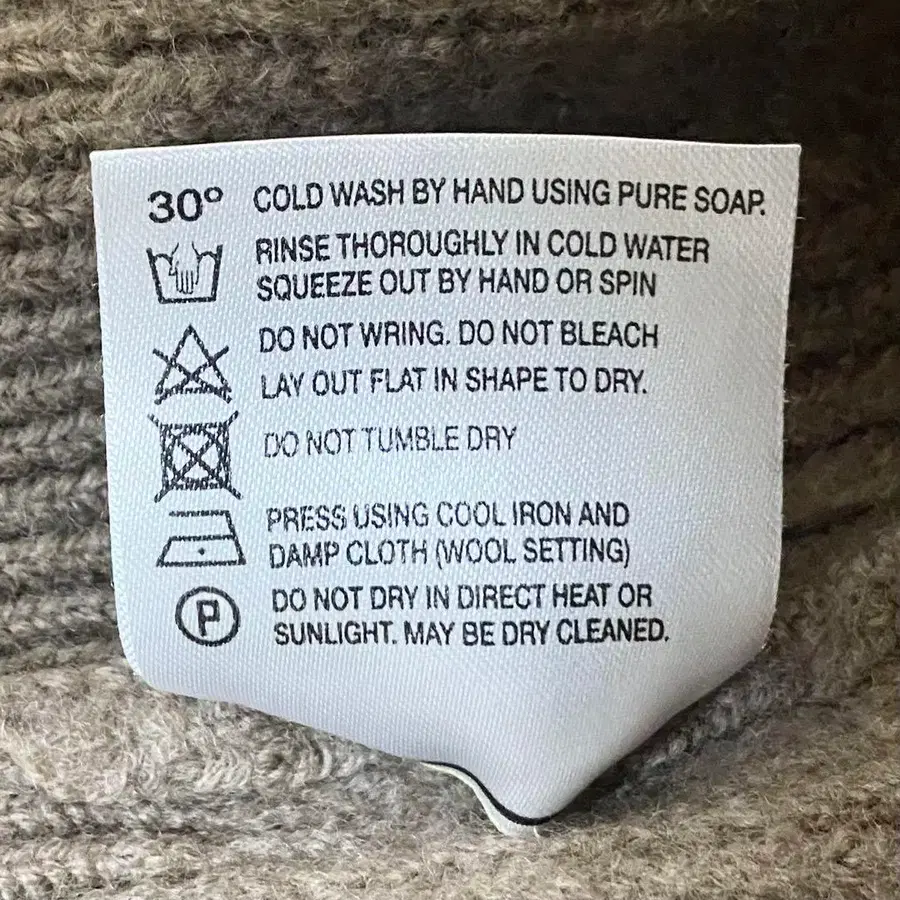 30° COLD WASH BY HAND USING PURE SOAP.
RINSE THOROUGHLY IN COLD WATER
SQUEEZE OUT BY HAND OR SPIN
DO NOT WRING. DO NOT BLEACH
LAY OUT FLAT IN SHAPE TO DRY.
DO NOT TUMBLE DRY
PRESS USING COOL IRON AND
DAMP CLOTH (WOOL SETTING)
P DO NOT DRY IN DIRECT HEAT OR
SUNLIGHT. MAY BE DRY CLEANED.